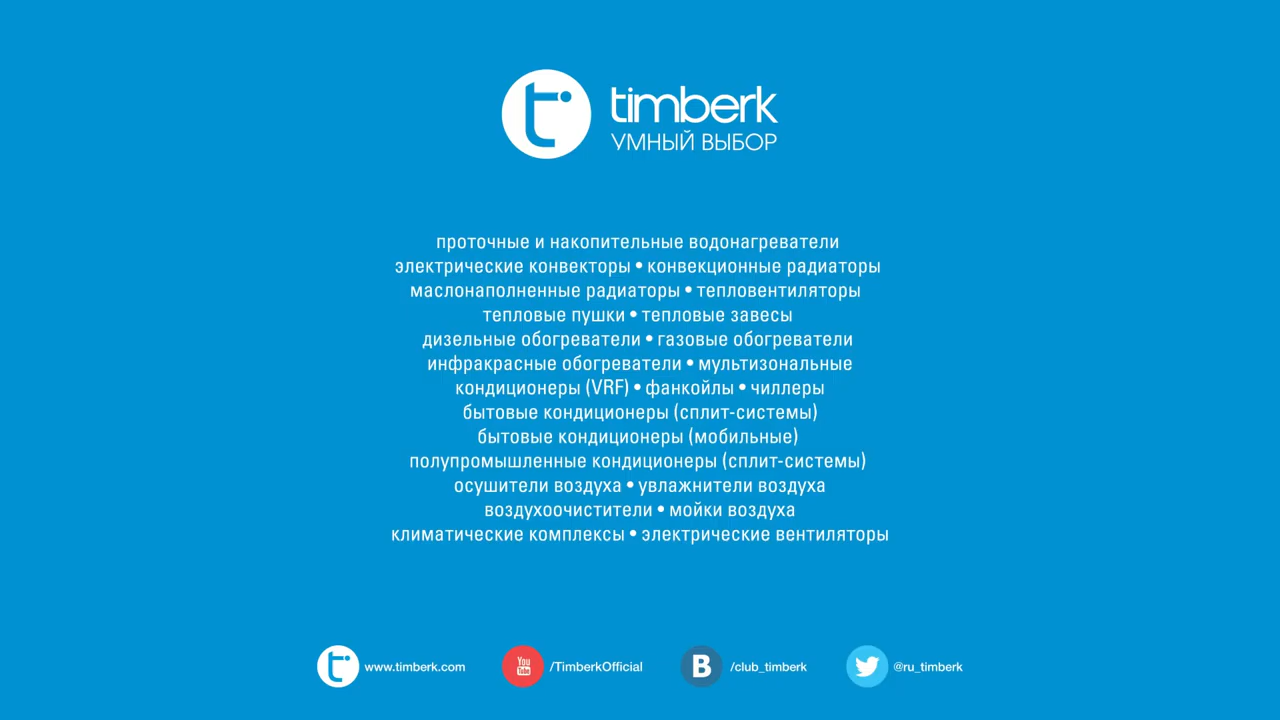 timberk
УМНЫЙ ВЫБОР
проточные и накопительные водонагреватели
электрические конвекторы • конвекционные радиаторы
маслонаполненные радиаторы • тепловентиляторы
тепловые пушки • тепловые завесы
дизельные обогреватели • газовые обогреватели
инфракрасные обогреватели • мультизональные
кондиционеры (VRF) • фанкойлы • чиллеры
бытовые кондиционеры (сплит-системы)
бытовые кондиционеры (мобильные)
полупромышленные кондиционеры (сплит-системы)
осушители воздуха • увлажнители воздуха
воздухоочистители • мойки воздуха
климатические комплексы • электрические вентиляторы
www.timberk.com You Tube /TimberkOfficial B /club_timberk @ru_timberk